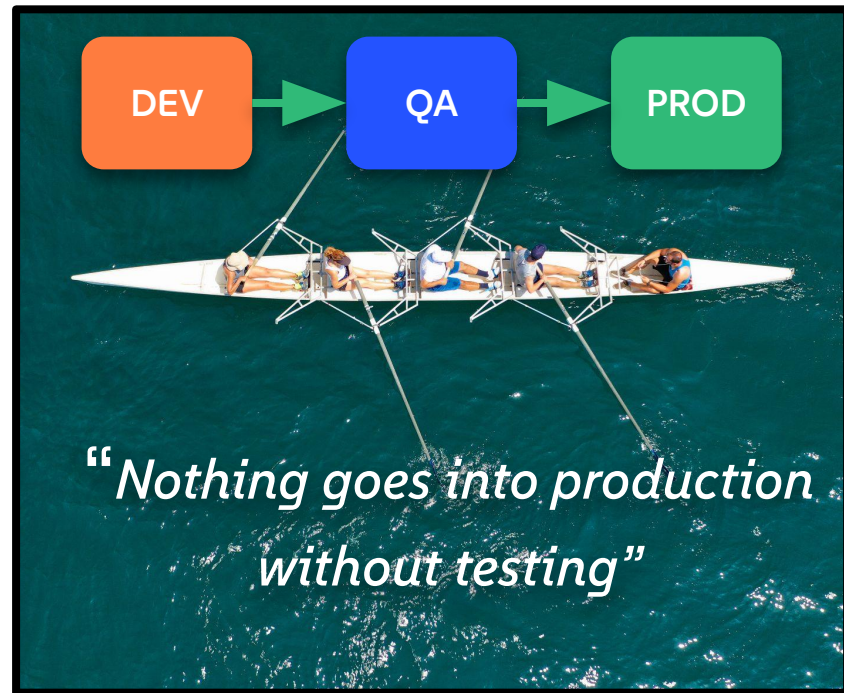 DEV
QA
PROD
“Nothing goes into production
without testing”